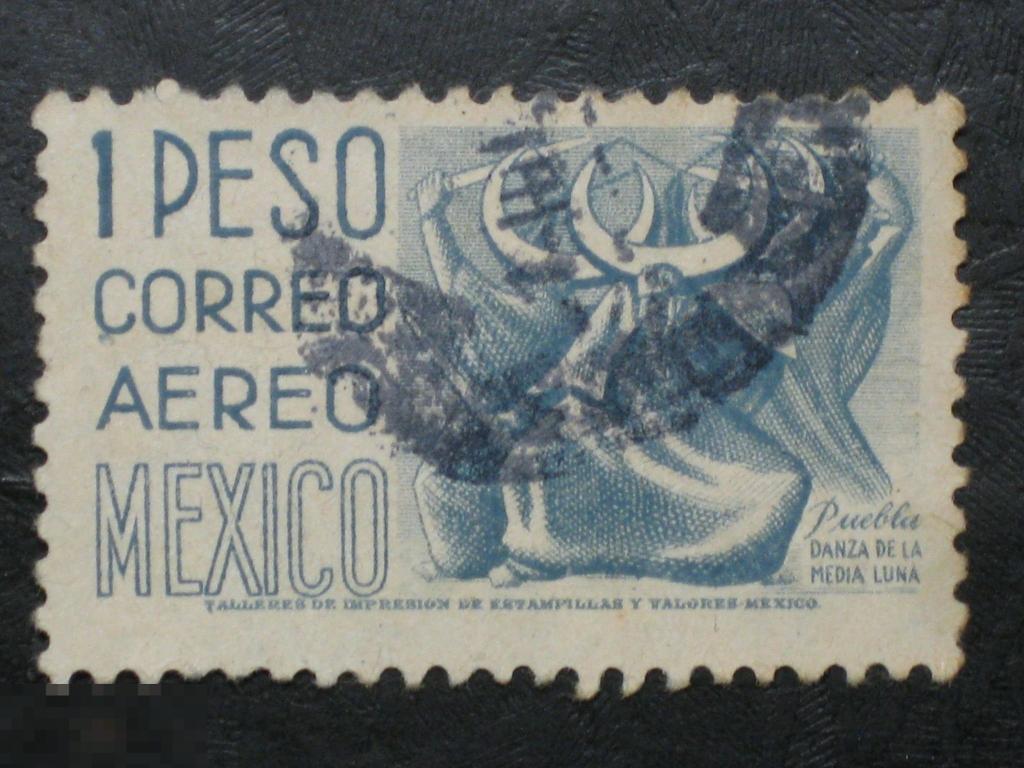 1 PESO
CORREO
AEREO
MEXICO
Puebla
DANZA DE LA
MEDIA LUNA
TALLERES DE IMPRESION DE ESTAMPILLAS Y VALORES-MEXICO.